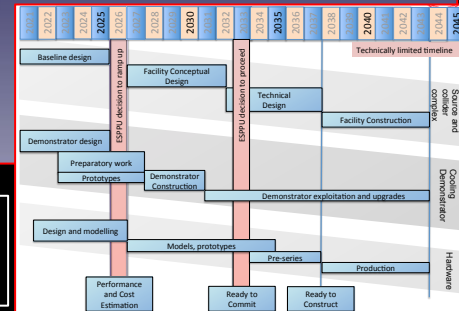 2022
2024
2025
2026
2028
2030
2032
2034
2035
2036
2038
2040
2042
2044
2045
Technically limited timeline
Baseline design
ESPPU decision to ramp up
Facility Conceptual
Design
ESPPU decision to proceed
Technical
Design
Facility Construction
Source and
collider
complex
Demonstrator design
Preparatory work
Prototypes
Demonstrator
Construction
Demonstrator exploitation and upgrades
Cooling
Demonstrator
Design and modelling
Models, prototypes
Pre-series
Production
Hardware
Performance
and Cost
Estimation
Ready to
Commit
Ready to
Construct